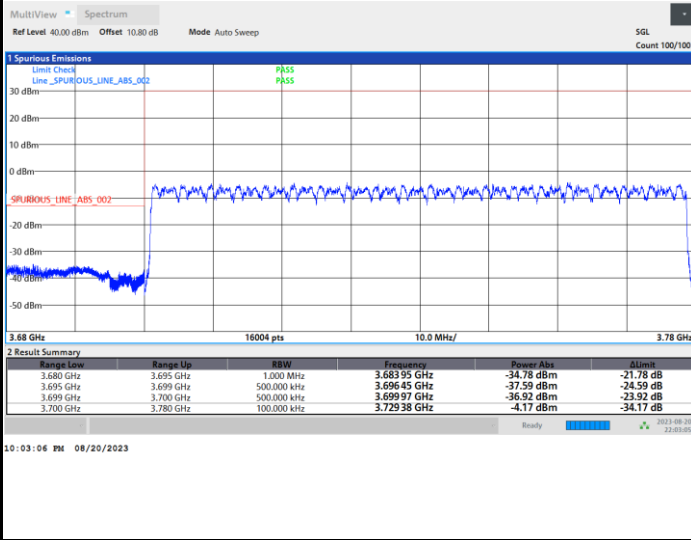 MultiView Spectrum
Ref Level 40.00 dBm Offset 10.80 dB Mode Auto Sweep SGL
Count 100/100
1 Spurious Emissions
Limit Check PASS
Line _SPURIOUS_LINE_ABS_002 PASS
30 dBm
20 dBm
10 dBm
0 dBm
_SPURIOUS_LINE_ABS_002
-20 dBm
-30 dBm
-40 dBm
-50 dBm
3.68 GHz 16004 pts 10.0 MHz/ 3.78 GHz
2 Result Summary
Range Low Range Up RBW Frequency Power Abs ΔLimit
3.680 GHz 3.695 GHz 1.000 MHz 3.683 95 GHz -34.78 dBm -21.78 dB
3.695 GHz 3.699 GHz 500.000 kHz 3.696 45 GHz -37.59 dBm -24.59 dB
3.699 GHz 3.700 GHz 500.000 kHz 3.699 97 GHz -36.92 dBm -23.92 dB
3.700 GHz 3.780 GHz 100.000 kHz 3.729 38 GHz -4.17 dBm -34.17 dB
Ready 2023-08-20
22:03:05
10:03:06 PM 08/20/2023